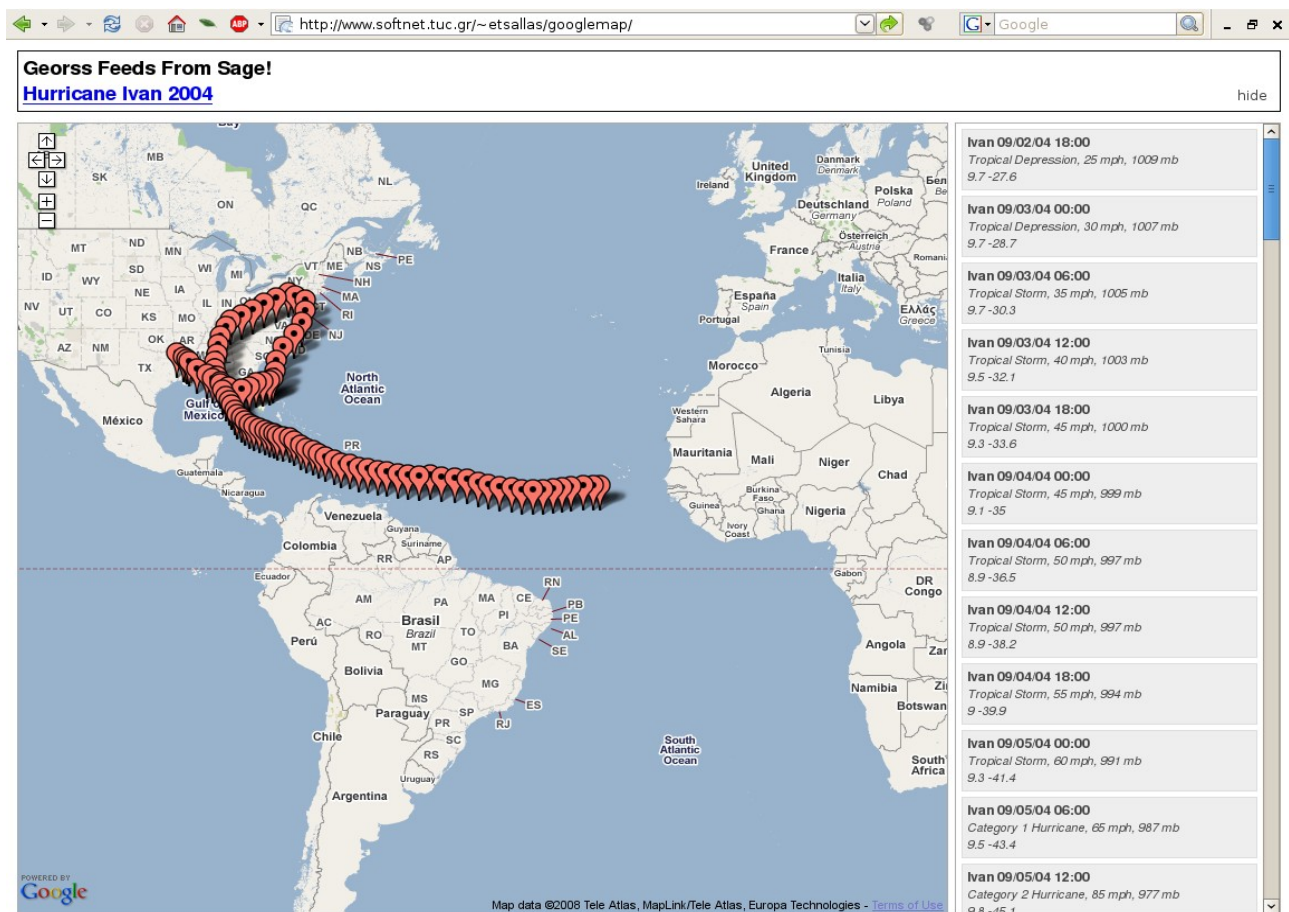 http://www.softnet.tuc.gr/~etsallas/googlemap/
ABP
G
Google
Georss Feeds From Sage!
Hurricane Ivan 2004
hide
MB
SK
ON
QC
NL
MT
ND
MN
NB
PE
ID
SD
WI
MI
VT
ME
NS
NH
WY
NE
IA
NY
MA
NV
UT
CO
IL
IN
RI
KS
MO
VA
DE
NJ
AZ
NM
OK
AR
SC
TX
GA
North
Atlantic
Ocean
Gulf of
Mexico
México
PR
Guatemala
Nicaragua
Venezuela
Guyana
Suriname
Colombia
RR
AP
Ecuador
AM
PA
MA
CE
RN
PB
PI
PE
AC
Brasil
Brazil
TO
AL
Perú
RO
MT
BA
SE
GO
Bolivia
MG
MS
ES
Paraguay
PR
SP
RJ
SC
Chile
RS
Uruguay
Argentina
South
Atlantic
Ocean
United
Kingdom
Ireland
Danmark
Denmark
Polska
Poland
Deutschland
Germany
Österreich
Austria
France
Italia
Italy
España
Spain
Portugal
Ελλάς
Greece
Tunisia
Morocco
Algeria
Libya
Western
Sahara
Mauritania
Mali
Niger
Chad
Burkina
Faso
Guinea
Ghana
Nigeria
Ivory
Coast
Gabon
DR
Congo
Angola
Namibia
Botswan
South
Africa
POWERED BY
Google
Map data ©2008 Tele Atlas, MapLink/Tele Atlas, Europa Technologies - Terms of Use
Ivan 09/02/04 18:00
Tropical Depression, 25 mph, 1009 mb
9.7 -27.6
Ivan 09/03/04 00:00
Tropical Depression, 30 mph, 1007 mb
9.7 -28.7
Ivan 09/03/04 06:00
Tropical Storm, 35 mph, 1005 mb
9.7 -30.3
Ivan 09/03/04 12:00
Tropical Storm, 40 mph, 1003 mb
9.5 -32.1
Ivan 09/03/04 18:00
Tropical Storm, 45 mph, 1000 mb
9.3 -33.6
Ivan 09/04/04 00:00
Tropical Storm, 45 mph, 999 mb
9.1 -35
Ivan 09/04/04 06:00
Tropical Storm, 50 mph, 997 mb
8.9 -36.5
Ivan 09/04/04 12:00
Tropical Storm, 50 mph, 997 mb
8.9 -38.2
Ivan 09/04/04 18:00
Tropical Storm, 55 mph, 994 mb
9 -39.9
Ivan 09/05/04 00:00
Tropical Storm, 60 mph, 991 mb
9.3 -41.4
Ivan 09/05/04 06:00
Category 1 Hurricane, 65 mph, 987 mb
9.5 -43.4
Ivan 09/05/04 12:00
Category 2 Hurricane, 85 mph, 977 mb
9.8 -45.1